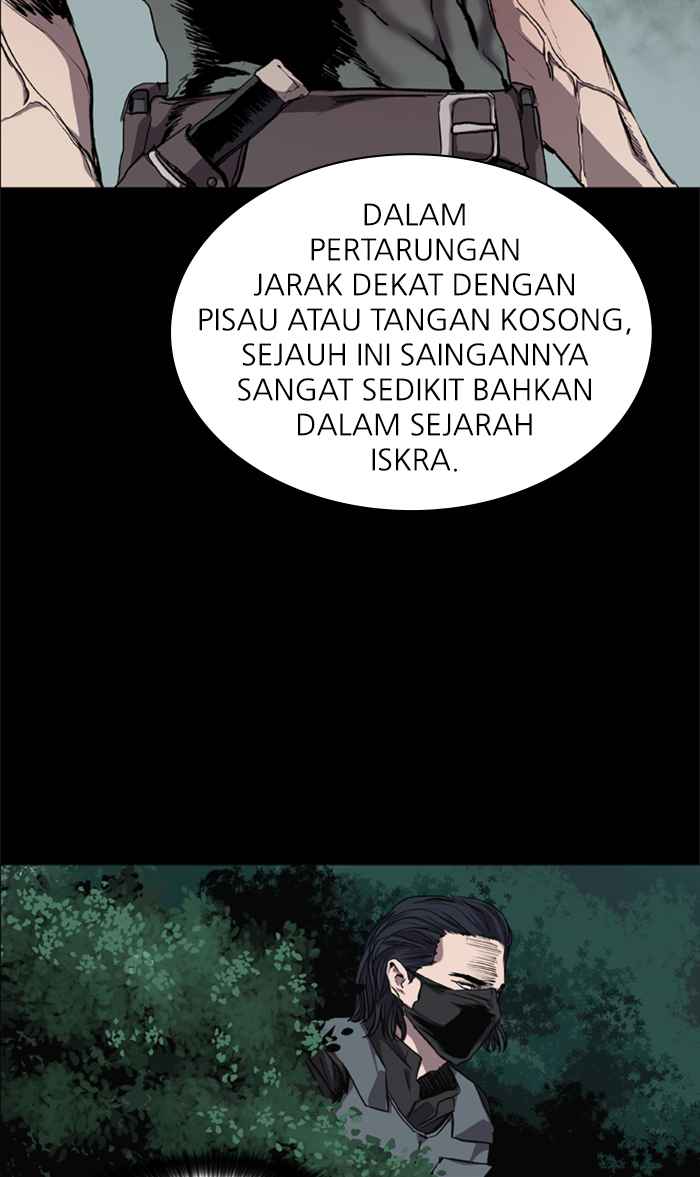 DALAM
PERTARUNGAN
JARAK DEKAT DENGAN
PISAU ATAU TANGAN KOSONG,
SEJAUH INI SAINGANNYA
SANGAT SEDIKIT BAHKAN
DALAM SEJARAH
ISKRA.